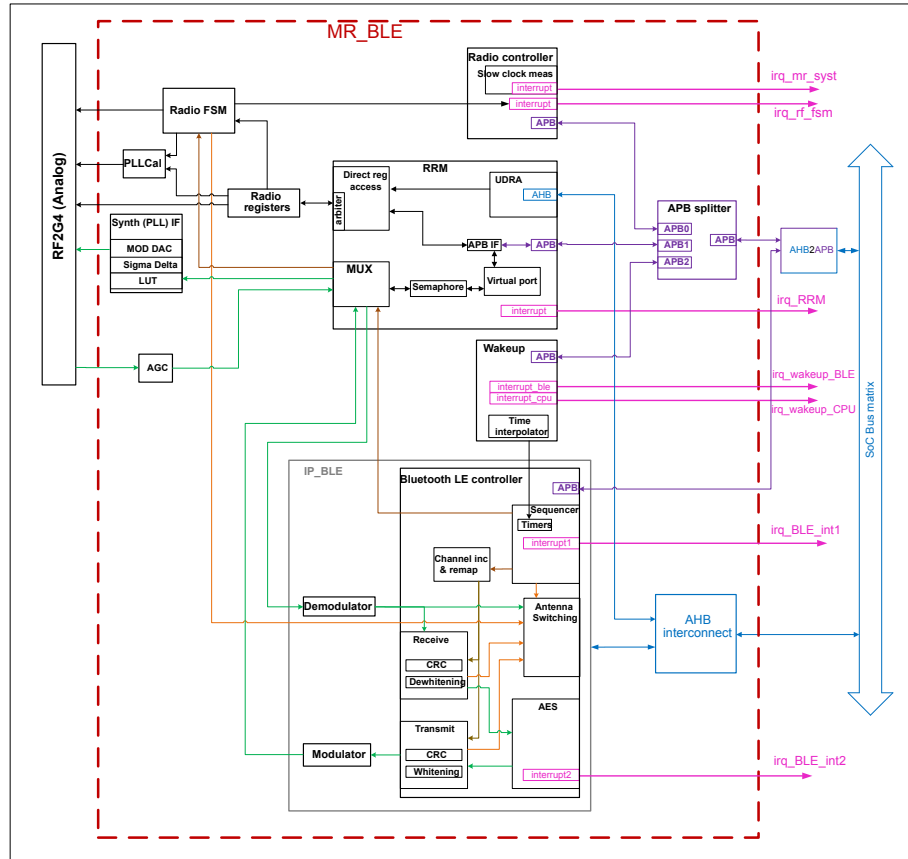 MR_BLE
Radio controller
Slow clock meas
interrupt
interrupt
APB
irq_mr_syst
irq_rf_fsm
RF2G4 (Analog)
Radio FSM
PLLCal
Radio
registers
Synth (PLL) IF
MOD DAC
Sigma Delta
LUT
AGC
RRM
Direct reg
access
arbiter
UDRA
AHB
APB IF
APB
MUX
Semaphore
Virtual port
interrupt
APB splitter
APB0
APB1
APB2
APB
AHB2APB
irq_RRM
Wakeup
APB
interrupt_ble
interrupt_cpu
Time
interpolator
irq_wakeup_BLE
irq_wakeup_CPU
SoC Bus matrix
IP_BLE
Bluetooth LE controller
APB
Sequencer
Timers
interrupt1
irq_BLE_int1
Channel inc
& remap
Demodulator
Antenna
Switching
AHB
interconnect
Receive
CRC
Dewhitening
AES
Transmit
CRC
Whitening
Modulator
interrupt2
irq_BLE_int2